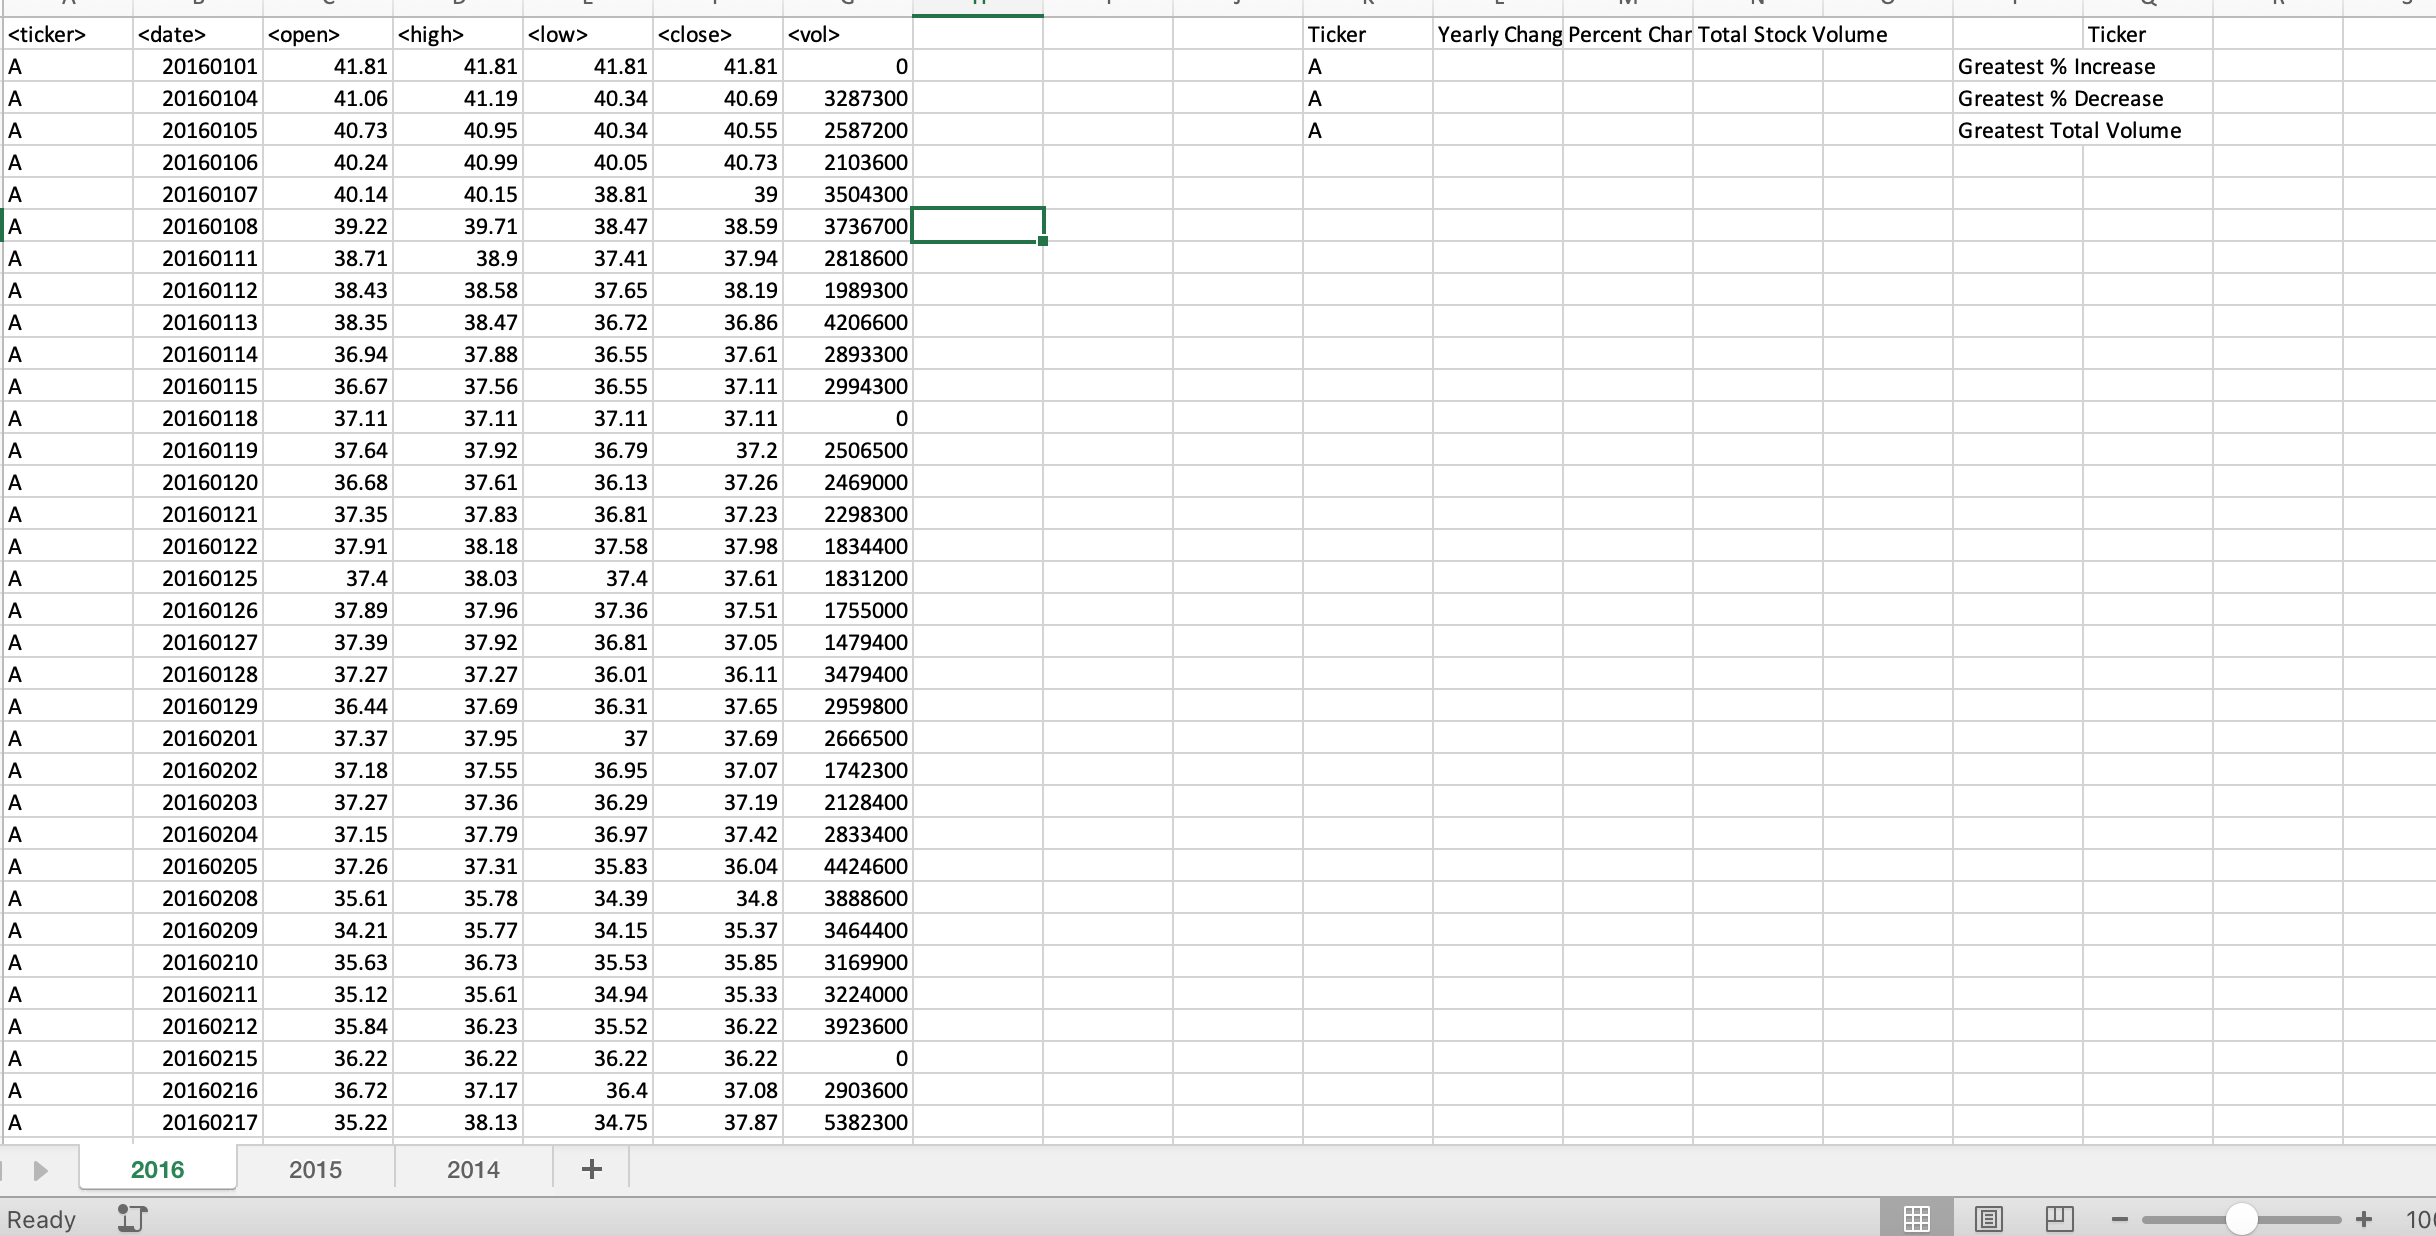 <ticker> <date> <open> <high> <low> <close> <vol> Ticker Yearly Chang Percent Char Total Stock Volume Ticker
A 20160101 41.81 41.81 41.81 41.81 0 A Greatest % Increase
A 20160104 41.06 41.19 40.34 40.69 3287300 A Greatest % Decrease
A 20160105 40.73 40.95 40.34 40.55 2587200 A Greatest Total Volume
A 20160106 40.24 40.99 40.05 40.73 2103600
A 20160107 40.14 40.15 38.81 39 3504300
A 20160108 39.22 39.71 38.47 38.59 3736700
A 20160111 38.71 38.9 37.41 37.94 2818600
A 20160112 38.43 38.58 37.65 38.19 1989300
A 20160113 38.35 38.47 36.72 36.86 4206600
A 20160114 36.94 37.88 36.55 37.61 2893300
A 20160115 36.67 37.56 36.55 37.11 2994300
A 20160118 37.11 37.11 37.11 37.11 0
A 20160119 37.64 37.92 36.79 37.2 2506500
A 20160120 36.68 37.61 36.13 37.26 2469000
A 20160121 37.35 37.83 36.81 37.23 2298300
A 20160122 37.91 38.18 37.58 37.98 1834400
A 20160125 37.4 38.03 37.4 37.61 1831200
A 20160126 37.89 37.96 37.36 37.51 1755000
A 20160127 37.39 37.92 36.81 37.05 1479400
A 20160128 37.27 37.27 36.01 36.11 3479400
A 20160129 36.44 37.69 36.31 37.65 2959800
A 20160201 37.37 37.95 37 37.69 2666500
A 20160202 37.18 37.55 36.95 37.07 1742300
A 20160203 37.27 37.36 36.29 37.19 2128400
A 20160204 37.15 37.79 36.97 37.42 2833400
A 20160205 37.26 37.31 35.83 36.04 4424600
A 20160208 35.61 35.78 34.39 34.8 3888600
A 20160209 34.21 35.77 34.15 35.37 3464400
A 20160210 35.63 36.73 35.53 35.85 3169900
A 20160211 35.12 35.61 34.94 35.33 3224000
A 20160212 35.84 36.23 35.52 36.22 3923600
A 20160215 36.22 36.22 36.22 36.22 0
A 20160216 36.72 37.17 36.4 37.08 2903600
A 20160217 35.22 38.13 34.75 37.87 5382300
2016 2015 2014 +
Ready